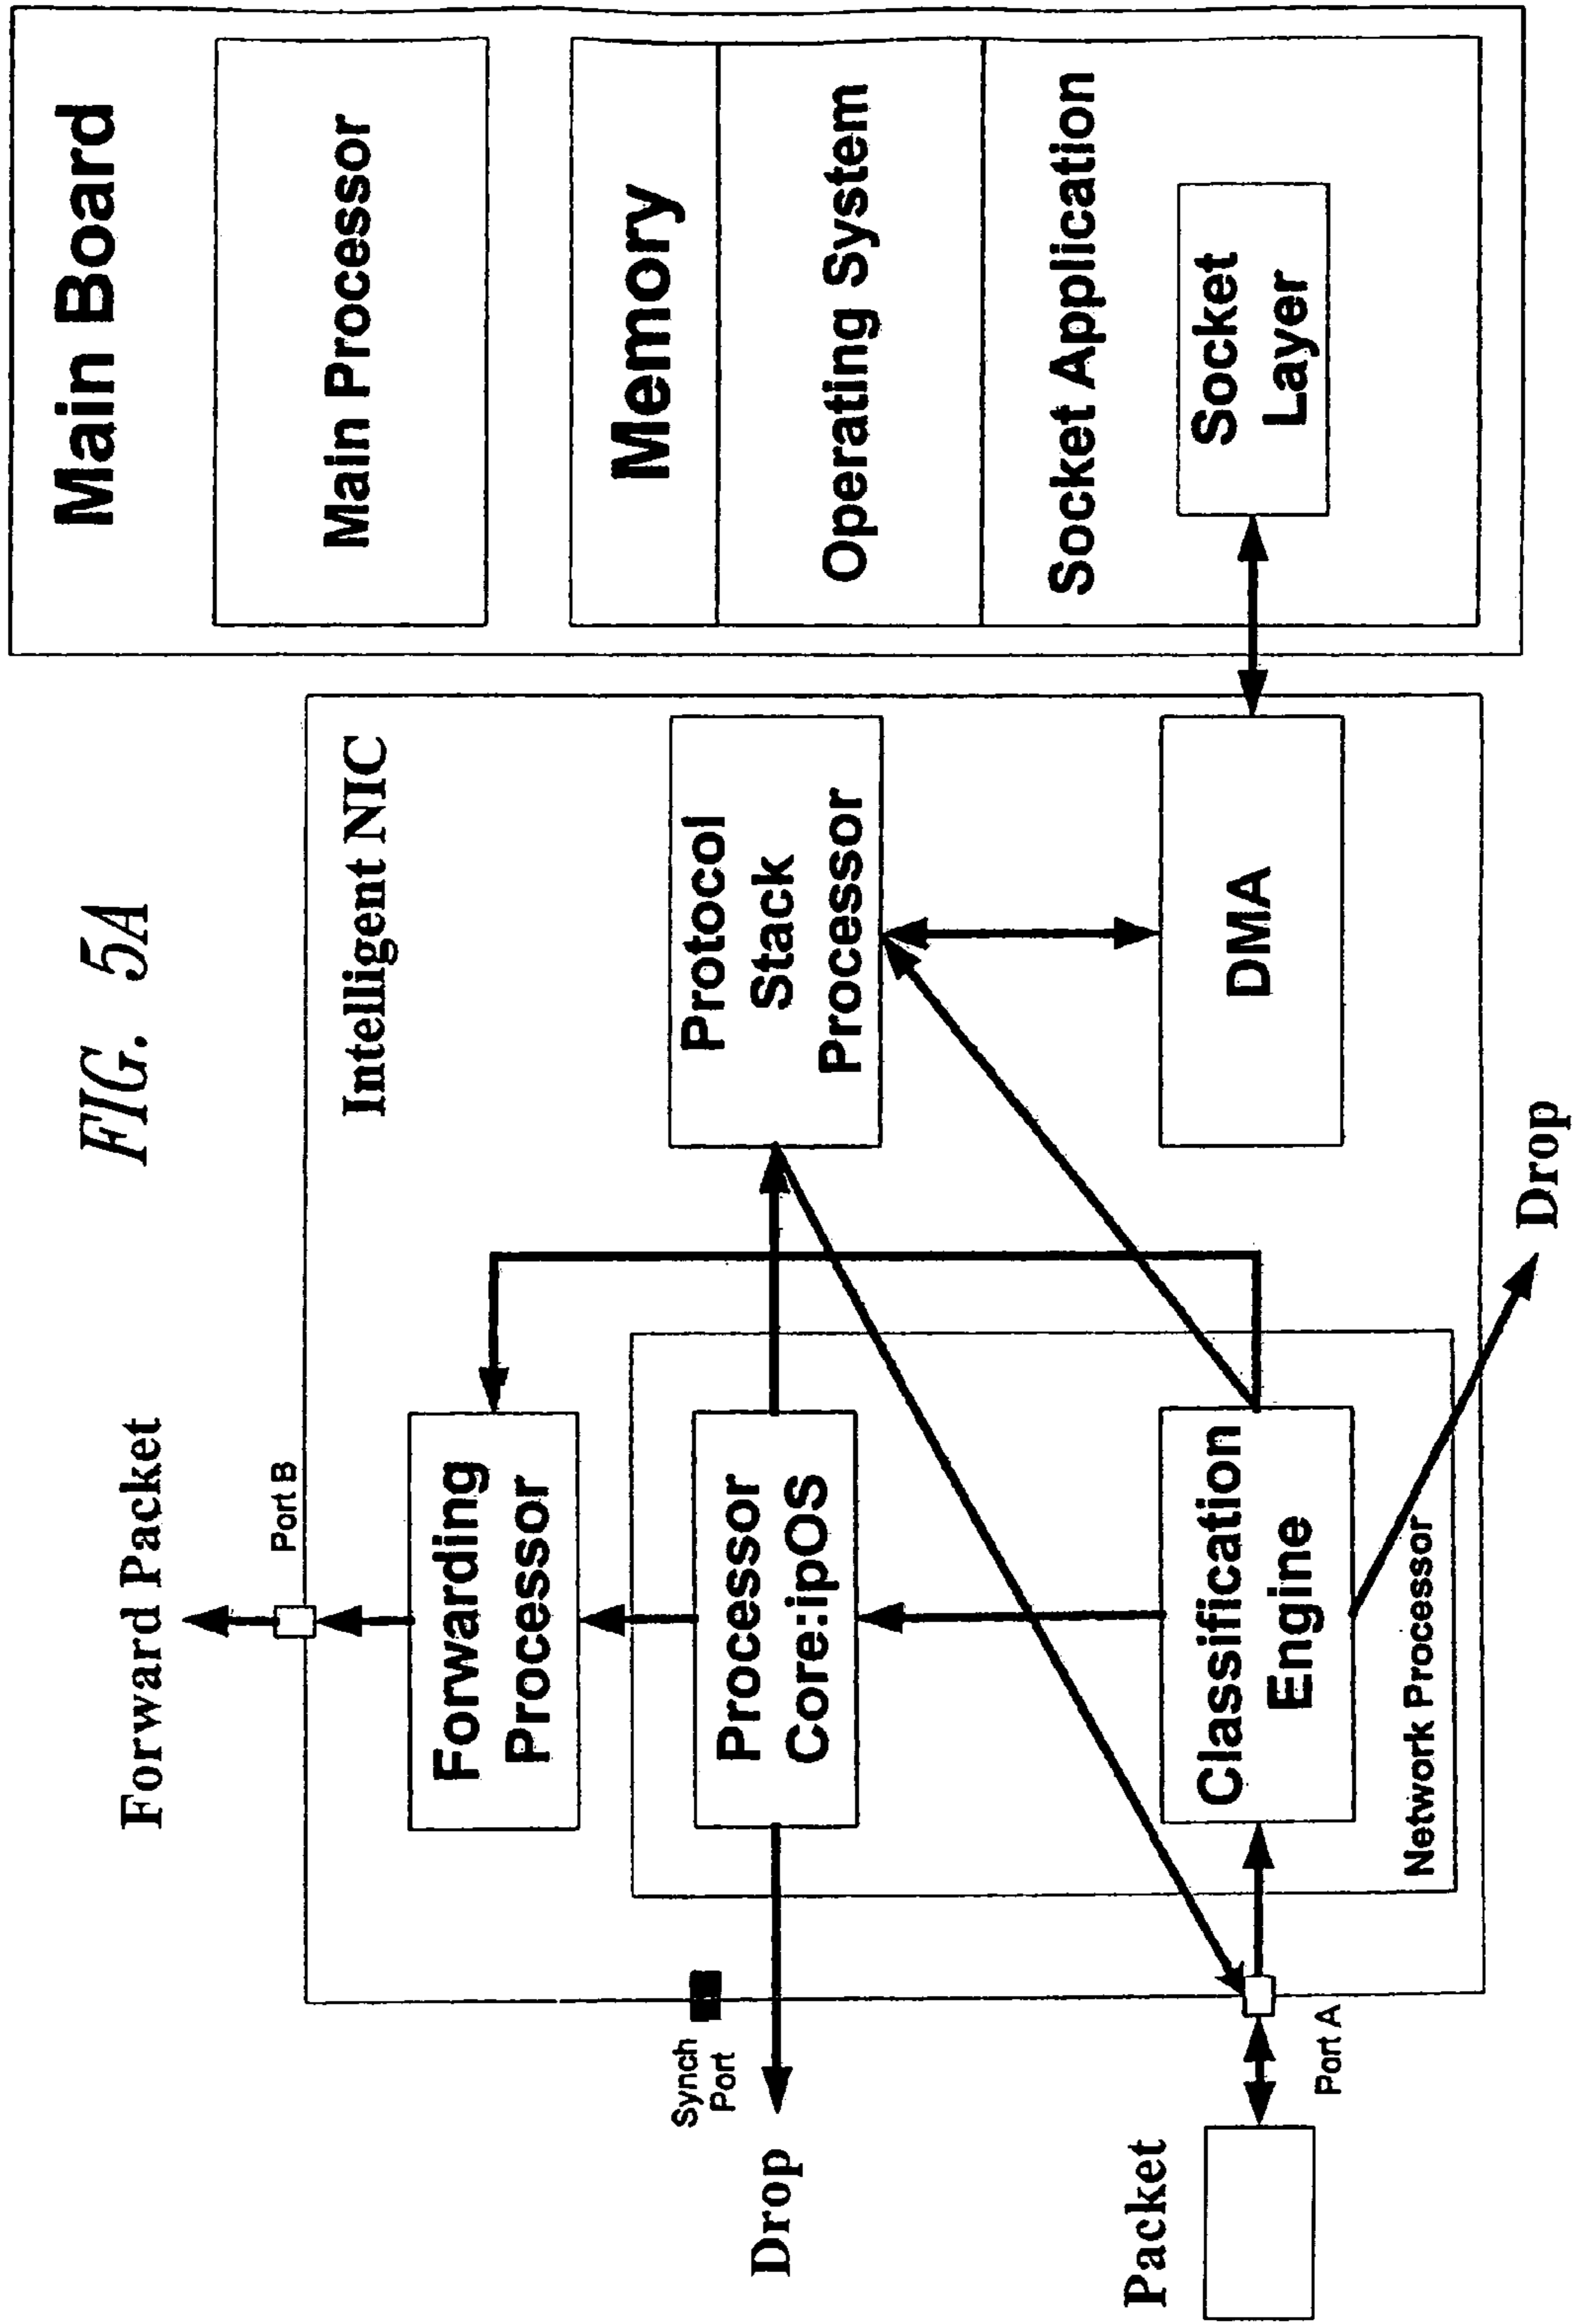 FIG. 5A
Main Board
Main Processor
Memory
Operating System
Socket Application
Socket
Layer
Intelligent NIC
Protocol
Stack
Processor
DMA
Forward Packet
Port B
Forwarding
Processor
Processor
Core:ipOS
Classification
Engine
Network Processor
Drop
Synch
Port
Drop
Packet
Port A